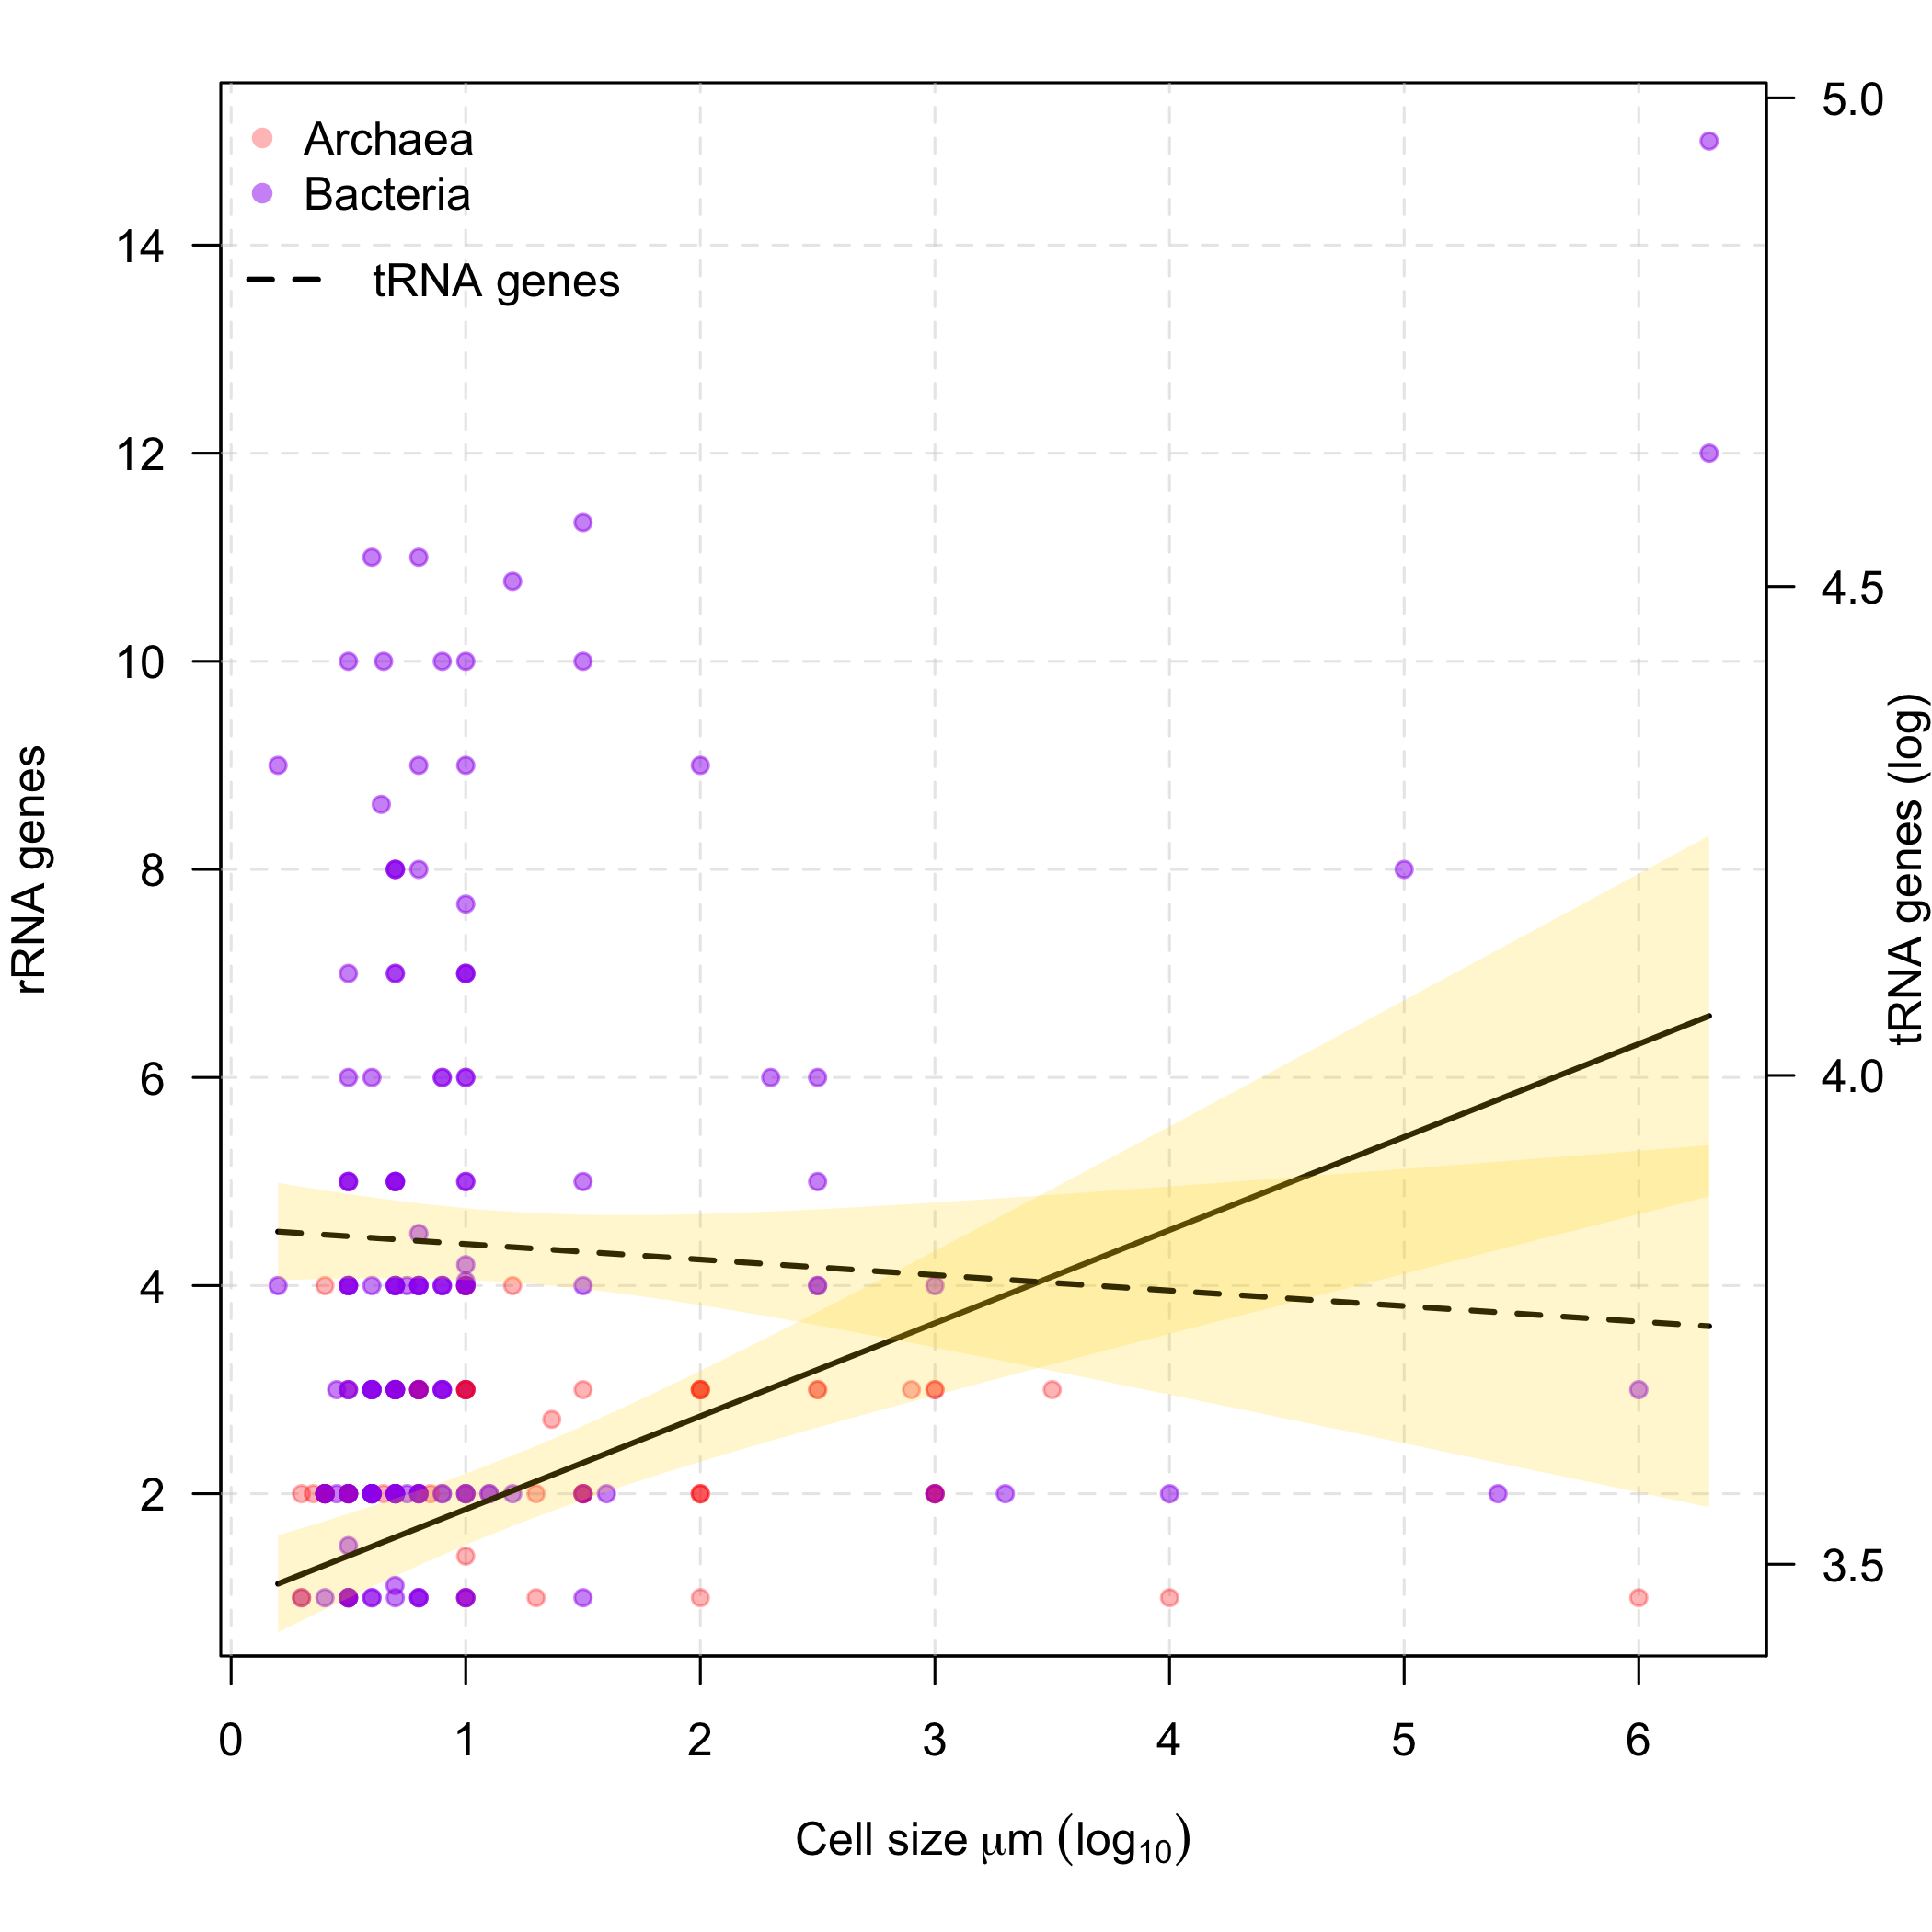 Archaea
Bacteria
tRNA genes
14
12
10
8
6
4
2
rRNA genes
5.0
4.5
4.0
3.5
tRNA genes (log)
0 1 2 3 4 5 6
Cell size μm (log10)